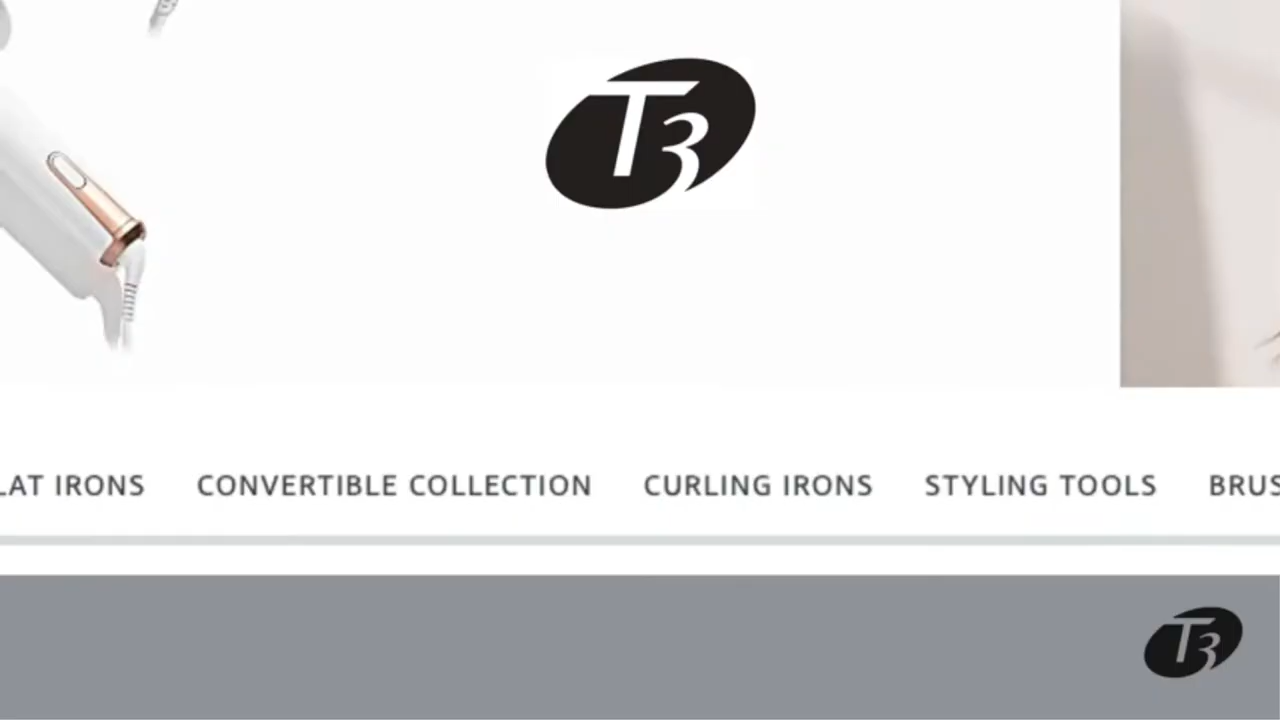 T3
LAT IRONS CONVERTIBLE COLLECTION CURLING IRONS STYLING TOOLS BRUS
T3